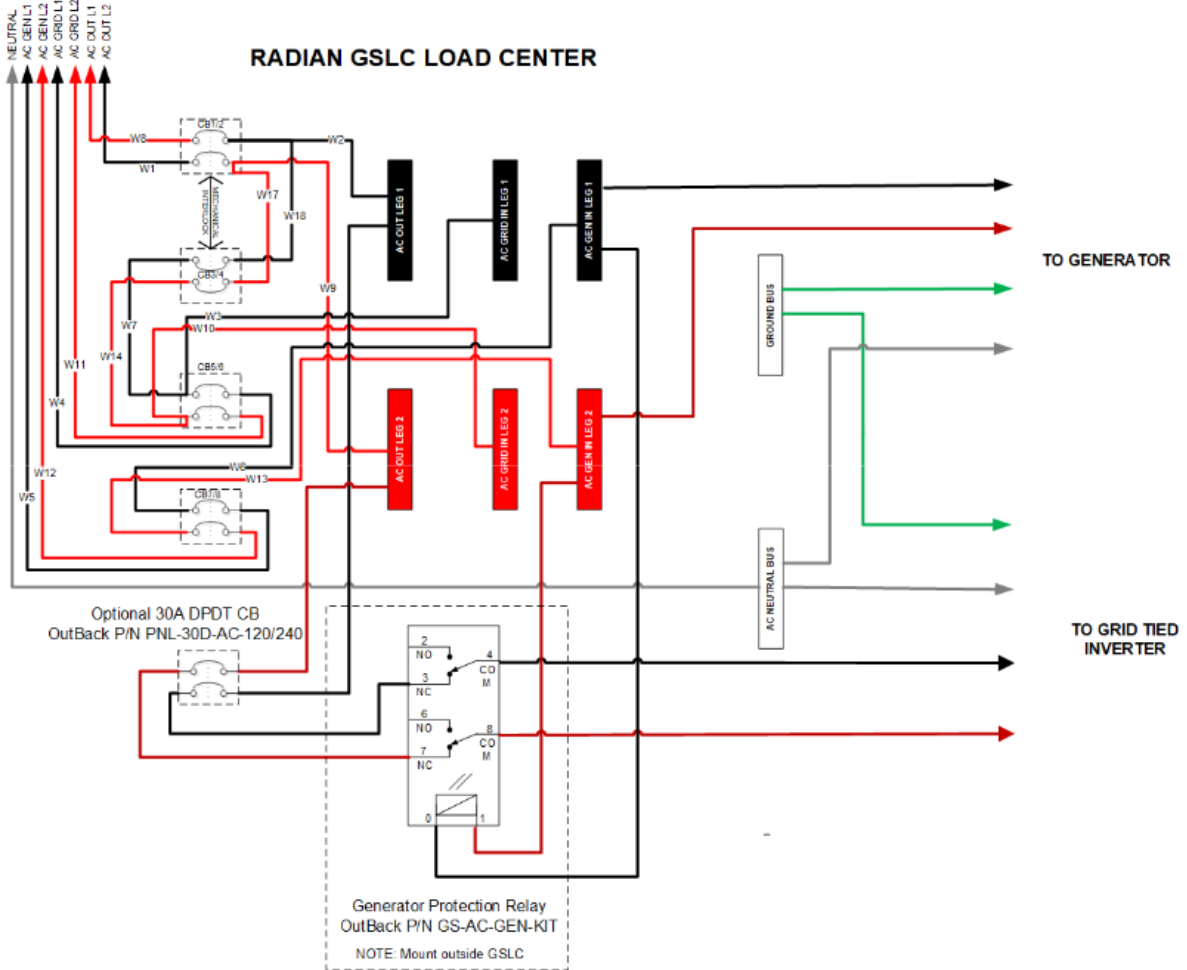 NEUTRAL
AC GEN L1
AC GEN L2
AC GRID L1
AC GRID L2
AC OUT L1
AC OUT L2
RADIAN GSLC LOAD CENTER
CB1/2
W8
W1
W2
W17
W18
MECHANICAL
INTERLOCK
CB3/4
AC OUT LEG 1
AC GRID IN LEG 1
AC GEN IN LEG 1
TO GENERATOR
GROUND BUS
W9
W3
W10
W7
W14
W11
W4
CB5/6
AC OUT LEG 2
AC GRID IN LEG 2
AC GEN IN LEG 2
W13
W12
W5
CB7/8
AC NEUTRAL BUS
Optional 30A DPDT CB
OutBack P/N PNL-30D-AC-120/240
TO GRID TIED
INVERTER
2
NO
4
CO
M
3
NC
6
NO
8
CO
M
7
NC
0
1
Generator Protection Relay
OutBack P/N GS-AC-GEN-KIT
NOTE: Mount outside GSLC